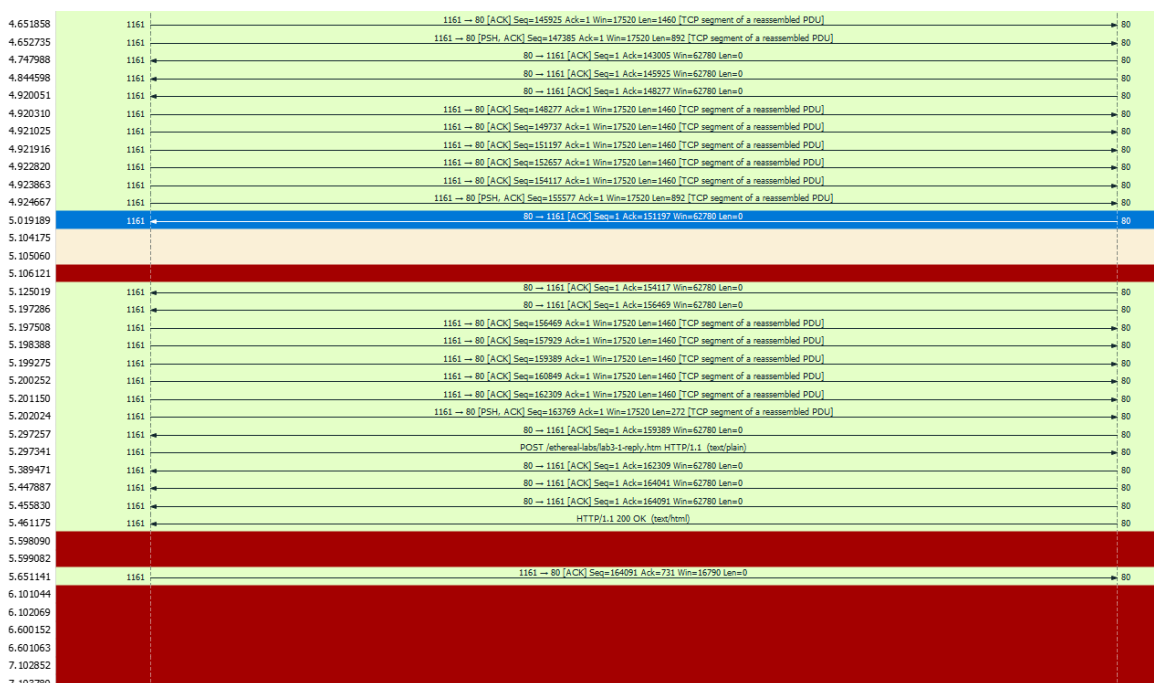 4.651858 1161 1161 → 80 [ACK] Seq=145925 Ack=1 Win=17520 Len=1460 [TCP segment of a reassembled PDU] 80
4.652735 1161 1161 → 80 [PSH, ACK] Seq=147385 Ack=1 Win=17520 Len=892 [TCP segment of a reassembled PDU] 80
4.747988 1161 80 → 1161 [ACK] Seq=1 Ack=143005 Win=62780 Len=0 80
4.844598 1161 80 → 1161 [ACK] Seq=1 Ack=145925 Win=62780 Len=0 80
4.920051 1161 80 → 1161 [ACK] Seq=1 Ack=148277 Win=62780 Len=0 80
4.920310 1161 1161 → 80 [ACK] Seq=148277 Ack=1 Win=17520 Len=1460 [TCP segment of a reassembled PDU] 80
4.921025 1161 1161 → 80 [ACK] Seq=149737 Ack=1 Win=17520 Len=1460 [TCP segment of a reassembled PDU] 80
4.921916 1161 1161 → 80 [ACK] Seq=151197 Ack=1 Win=17520 Len=1460 [TCP segment of a reassembled PDU] 80
4.922820 1161 1161 → 80 [ACK] Seq=152657 Ack=1 Win=17520 Len=1460 [TCP segment of a reassembled PDU] 80
4.923863 1161 1161 → 80 [ACK] Seq=154117 Ack=1 Win=17520 Len=1460 [TCP segment of a reassembled PDU] 80
4.924667 1161 1161 → 80 [PSH, ACK] Seq=155577 Ack=1 Win=17520 Len=892 [TCP segment of a reassembled PDU] 80
5.019189 1161 80 → 1161 [ACK] Seq=1 Ack=151197 Win=62780 Len=0 80
5.104175
5.105060
5.106121
5.125019 1161 80 → 1161 [ACK] Seq=1 Ack=154117 Win=62780 Len=0 80
5.197286 1161 80 → 1161 [ACK] Seq=1 Ack=156469 Win=62780 Len=0 80
5.197508 1161 1161 → 80 [ACK] Seq=156469 Ack=1 Win=17520 Len=1460 [TCP segment of a reassembled PDU] 80
5.198388 1161 1161 → 80 [ACK] Seq=157929 Ack=1 Win=17520 Len=1460 [TCP segment of a reassembled PDU] 80
5.199275 1161 1161 → 80 [ACK] Seq=159389 Ack=1 Win=17520 Len=1460 [TCP segment of a reassembled PDU] 80
5.200252 1161 1161 → 80 [ACK] Seq=160849 Ack=1 Win=17520 Len=1460 [TCP segment of a reassembled PDU] 80
5.201150 1161 1161 → 80 [ACK] Seq=162309 Ack=1 Win=17520 Len=1460 [TCP segment of a reassembled PDU] 80
5.202024 1161 1161 → 80 [PSH, ACK] Seq=163769 Ack=1 Win=17520 Len=272 [TCP segment of a reassembled PDU] 80
5.297257 1161 80 → 1161 [ACK] Seq=1 Ack=159389 Win=62780 Len=0 80
5.297341 1161 POST /ethereal-labs/lab3-1-reply.htm HTTP/1.1 (text/plain) 80
5.389471 1161 80 → 1161 [ACK] Seq=1 Ack=162309 Win=62780 Len=0 80
5.447887 1161 80 → 1161 [ACK] Seq=1 Ack=164041 Win=62780 Len=0 80
5.455830 1161 80 → 1161 [ACK] Seq=1 Ack=164091 Win=62780 Len=0 80
5.461175 1161 HTTP/1.1 200 OK (text/html) 80
5.598090
5.599082
5.651141 1161 1161 → 80 [ACK] Seq=164091 Ack=731 Win=16790 Len=0 80
6.101044
6.102069
6.600152
6.601063
7.102852